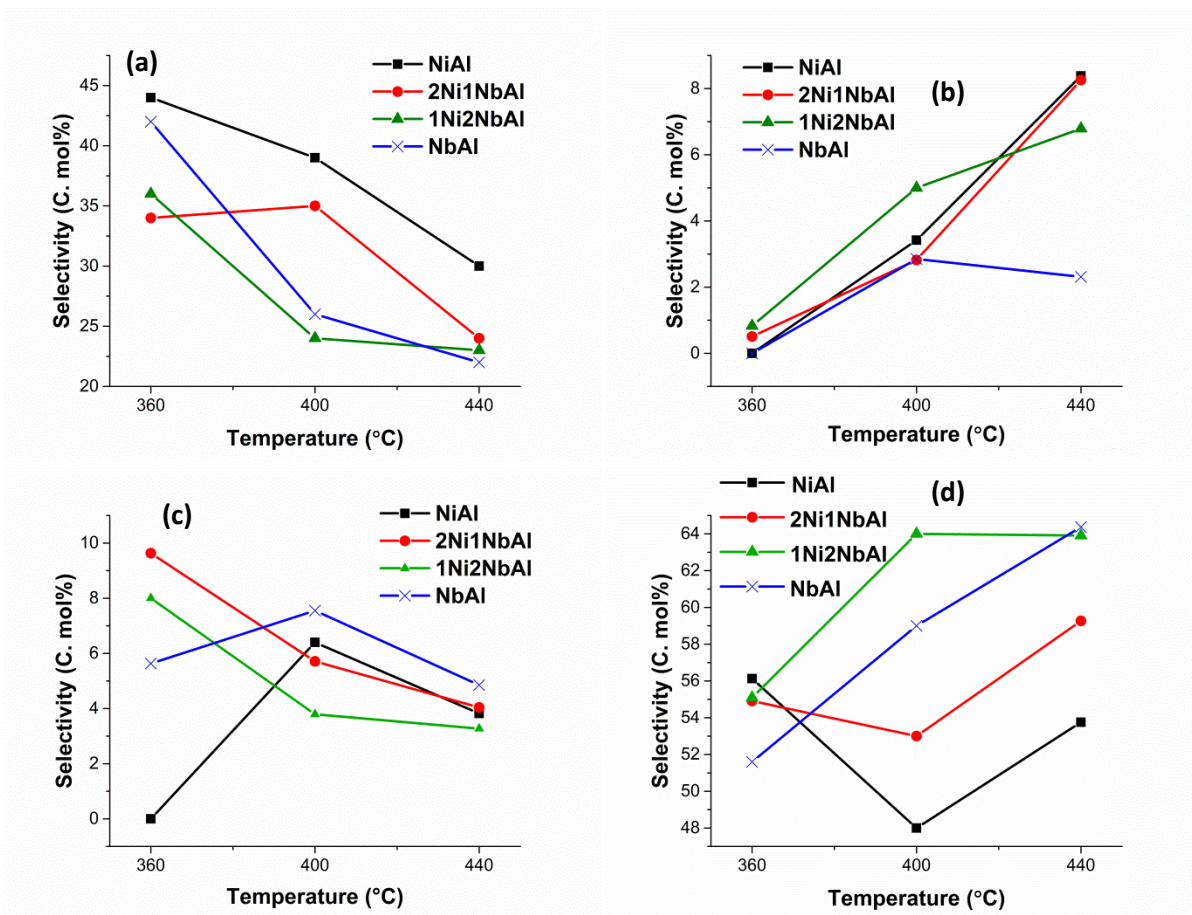 (a)
NiAl
2Ni1NbAl
1Ni2NbAl
NbAl
45
40
35
30
25
20
360
400
440
Selectivity (C. mol%)
Temperature (°C)
(b)
NiAl
2Ni1NbAl
1Ni2NbAl
NbAl
8
6
4
2
0
360
400
440
Selectivity (C. mol%)
Temperature (°C)
(c)
NiAl
2Ni1NbAl
1Ni2NbAl
NbAl
10
8
6
4
2
0
360
400
440
Selectivity (C. mol%)
Temperature (°C)
(d)
NiAl
2Ni1NbAl
1Ni2NbAl
NbAl
64
62
60
58
56
54
52
50
48
360
400
440
Selectivity (C. mol%)
Temperature (°C)